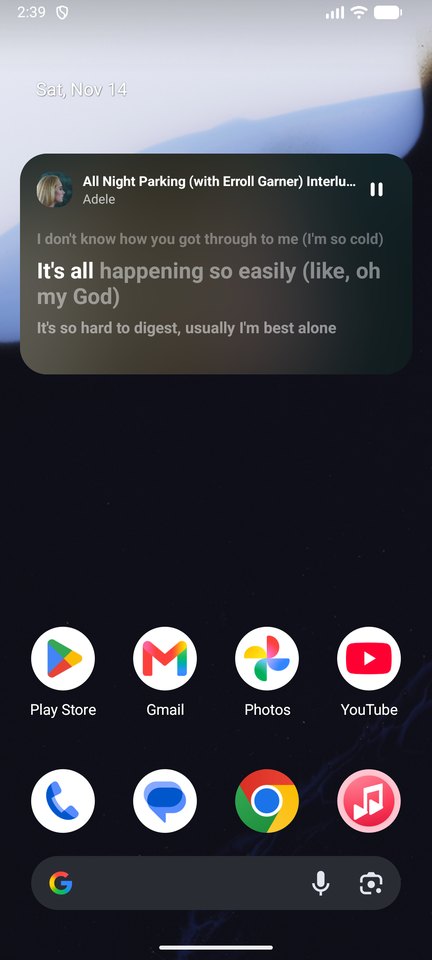 2:39
Sat, Nov 14
All Night Parking (with Erroll Garner) Interlu...
Adele
I don't know how you got through to me (I'm so cold)
It's all happening so easily (like, oh
my God)
It's so hard to digest, usually I'm best alone
Play Store
Gmail
Photos
YouTube